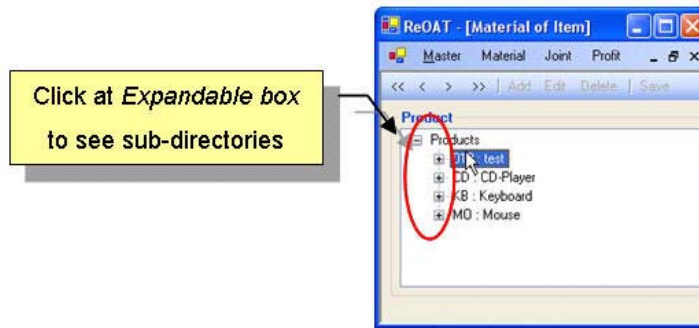 ReOAT - [Material of Item]
Master Material Joint Profit
<< < > >> | Add Edit Delete | Save
Click at Expandable box
to see sub-directories
Product
Products
: test
CD : CD-Player
KB : Keyboard
MO : Mouse